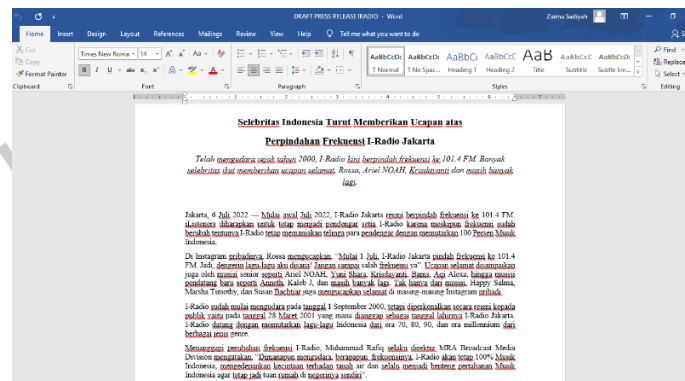 DRAFT PRESS RELEASE IRADIO - Word
Zaima Sadiyah
Home Insert Design Layout References Mailings Review View Help Tell me what you want to do
Cut
Copy
Format Painter
Clipboard
Times New Roma 14
Font
Paragraph
AaBbCcDc AaBbCcDc AaBbCc AaBbCcC AaB AaBbCcC AaBbCcDc
¶ Normal ¶ No Spac... Heading 1 Heading 2 Title Subtitle Subtle Em...
Styles
Find
Replace
Select
Editing
Selebritas Indonesia Turut Memberikan Ucapan atas
Perpindahan Frekuensi I-Radio Jakarta
Telah mengudara sejak tahun 2000, I-Radio kini berpindah frekuensi ke 101.4 FM. Banyak
selebritas ikut memberikan ucapan selamat, Rossa, Ariel NOAH, Krisdayanti dan masih banyak
lagi.
Jakarta, 6 Juli 2022 — Mulai awal Juli 2022, I-Radio Jakarta resmi berpindah frekuensi ke 101.4 FM.
iListeners diharapkan untuk tetap menjadi pendengar setia I-Radio karena meskipun frekuensi sudah
berubah tentunya I-Radio tetap memanjakan telinga para pendengar dengan memutarkan 100 Persen Musik
Indonesia.
Di Instagram pribadinya, Rossa mengucapkan, "Mulai 1 Juli, I-Radio Jakarta pindah frekuensi ke 101.4
FM. Jadi, dengerin lagu-lagu aku disana! Jangan sampai salah frekuensi ya". Ucapan selamat disampaikan
juga oleh musisi senior seperti Ariel NOAH, Yuni Shara, Krisdayanti, Bams, Aqi Alexa, hingga musisi
pendatang baru seperti Anneth, Kaleb J, dan masih banyak lagi. Tak hanya dari musisi, Happy Salma,
Marsha Timothy, dan Susan Bachtiar juga mengucapkan selamat di masing-masing Instagram pribadi.
I-Radio sudah mulai mengudara pada tanggal 1 September 2000, tetapi diperkenalkan secara resmi kepada
publik yaitu pada tanggal 28 Maret 2001 yang mana dianggap sebagai tanggal lahirnya I-Radio Jakarta.
I-Radio datang dengan memutarkan lagu-lagu Indonesia dari era 70, 80, 90, dan era millennium dari
berbagai jenis genre.
Menanggapi perubahan frekuensi I-Radio, Muhammad Rafiq selaku direktur MRA Broadcast Media
Division mengatakan, "Dimanapun mengudara, berapapun frekuensinya, I-Radio akan tetap 100% Musik
Indonesia, mengedepankan kecintaan terhadap tanah air dan selalu menjadi benteng pertahanan Musik
Indonesia agar tetap jadi tuan rumah di negerinya sendiri".